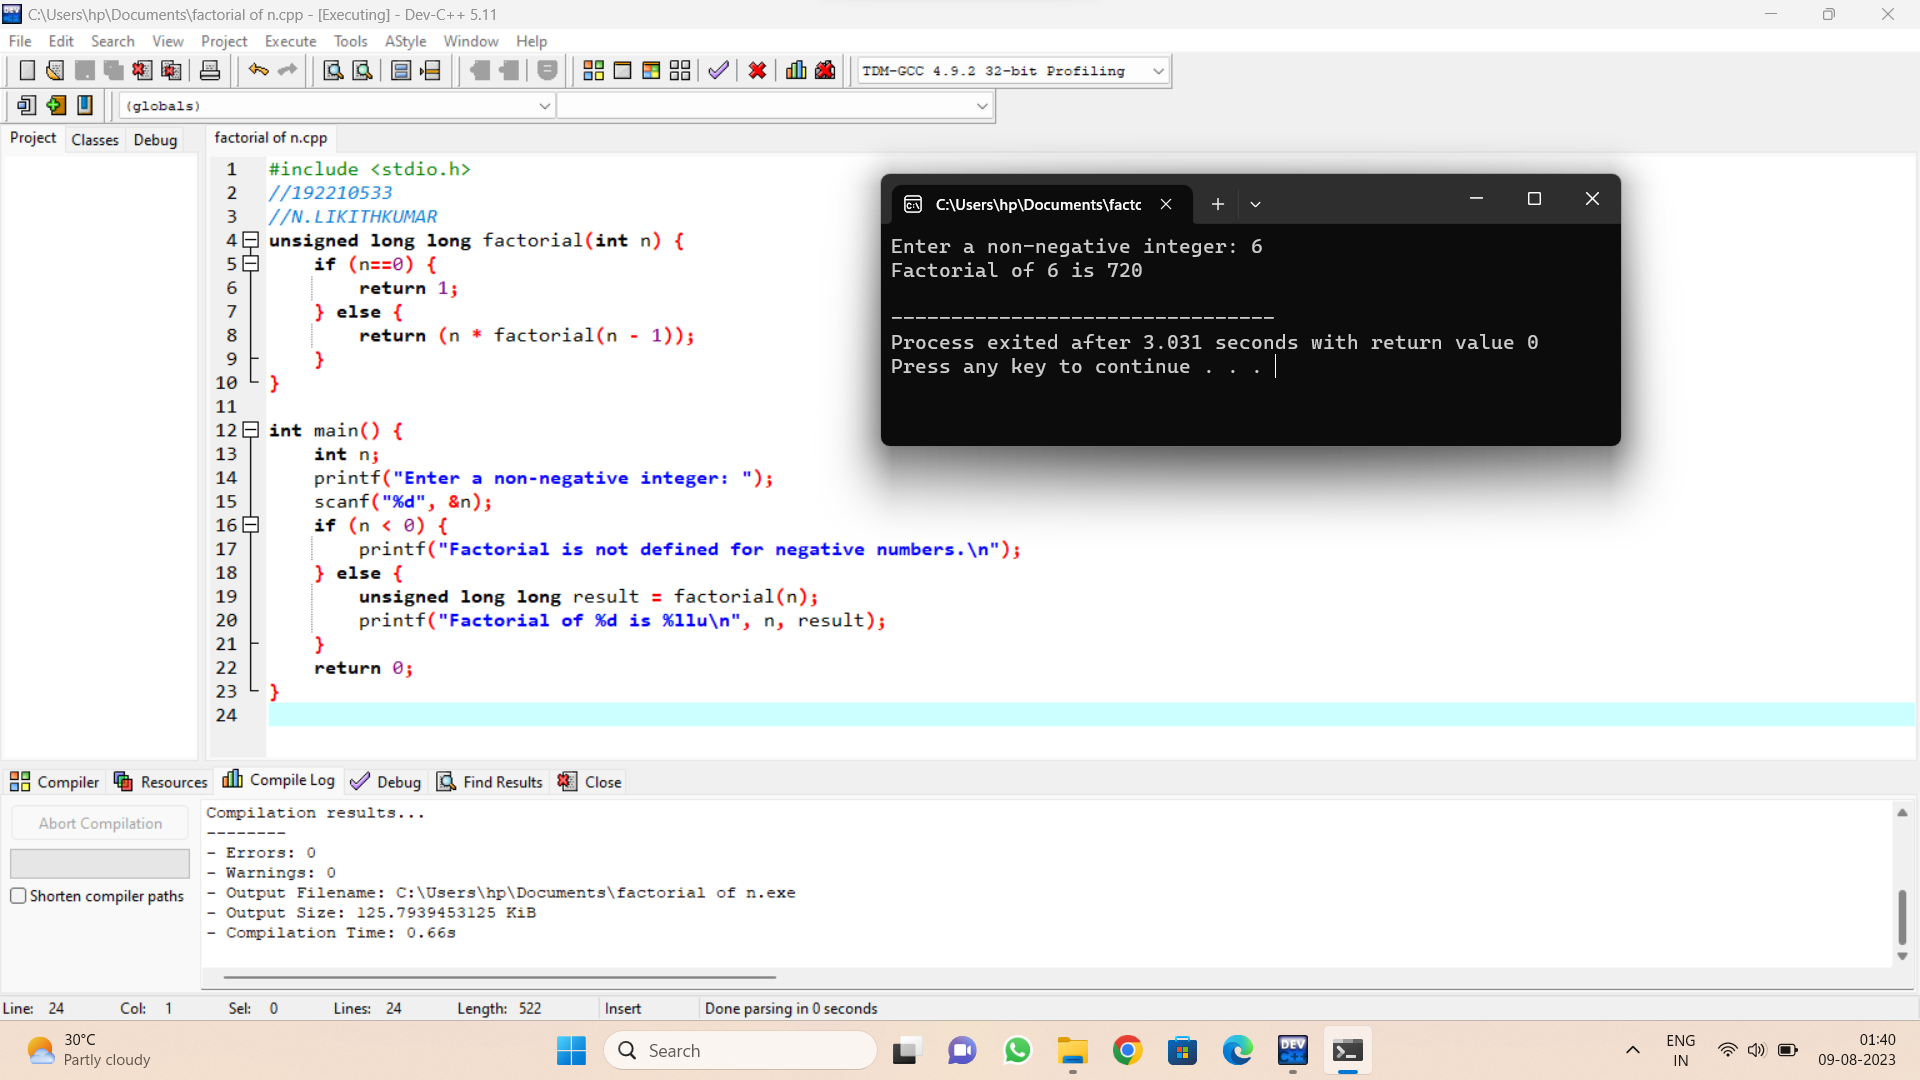 C:\Users\hp\Documents\factorial of n.cpp - [Executing] - Dev-C++ 5.11
File Edit Search View Project Execute Tools AStyle Window Help
TDM-GCC 4.9.2 32-bit Profiling
(globals)
Project Classes Debug
factorial of n.cpp
1 #include <stdio.h>
2 //192210533
3 //N.LIKITHKUMAR
4 unsigned long long factorial(int n) {
5 if (n==0) {
6 return 1;
7 } else {
8 return (n * factorial(n - 1));
9 }
10 }
11
12 int main() {
13 int n;
14 printf("Enter a non-negative integer: ");
15 scanf("%d", &n);
16 if (n < 0) {
17 printf("Factorial is not defined for negative numbers.\n");
18 } else {
19 unsigned long long result = factorial(n);
20 printf("Factorial of %d is %llu\n", n, result);
21 }
22 return 0;
23 }
24
C:\Users\hp\Documents\factc
Enter a non-negative integer: 6
Factorial of 6 is 720
--------------------------------
Process exited after 3.031 seconds with return value 0
Press any key to continue . . .
Compiler Resources Compile Log Debug Find Results Close
Abort Compilation
Shorten compiler paths
Compilation results...
--------
- Errors: 0
- Warnings: 0
- Output Filename: C:\Users\hp\Documents\factorial of n.exe
- Output Size: 125.7939453125 KiB
- Compilation Time: 0.66s
Line: 24 Col: 1 Sel: 0 Lines: 24 Length: 522 Insert Done parsing in 0 seconds
30°C
Partly cloudy
Search
DEV
C++
ENG
IN
01:40
09-08-2023